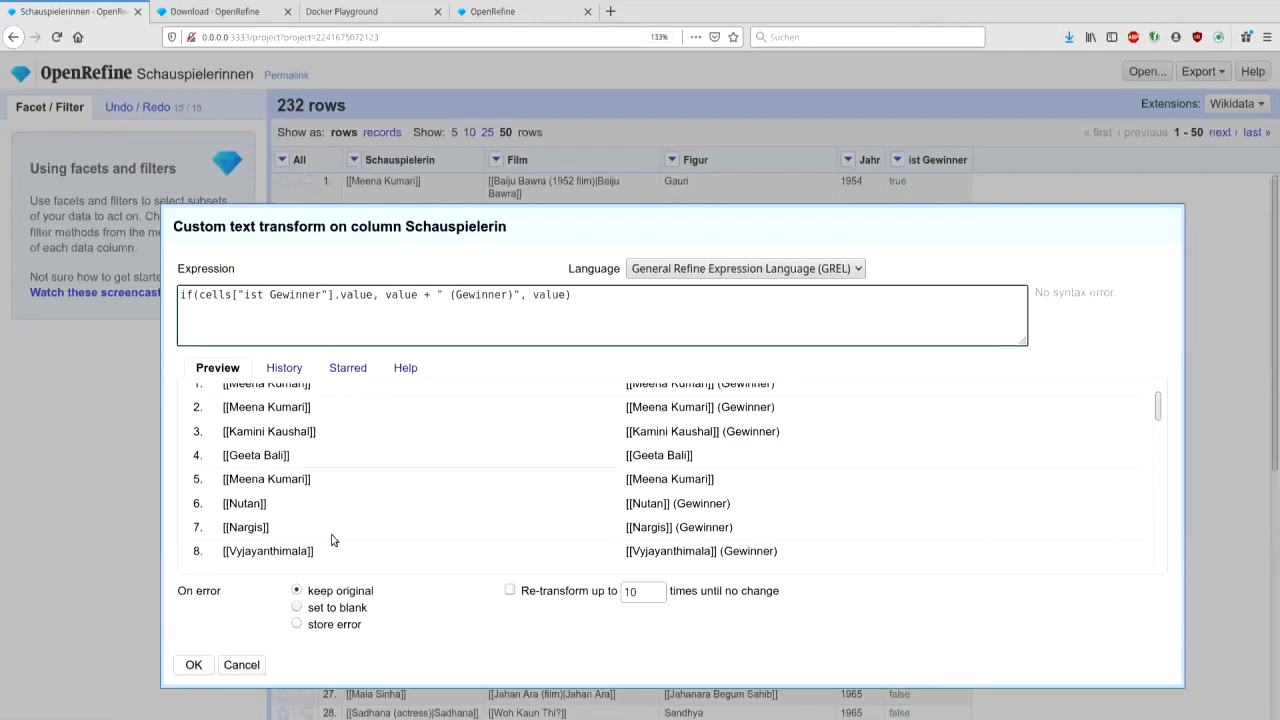 Schauspielerinnen - OpenRe
Download · OpenRefine
Docker Playground
OpenRefine
0.0.0.0:3333/project?project=2241675072123
133%
Suchen
OpenRefine Schauspielerinnen Permalink
Open... Export Help
Facet / Filter Undo / Redo 15 / 15
232 rows
Extensions: Wikidata
Show as: rows records Show: 5 10 25 50 rows
« first ‹ previous 1 - 50 next › last »
All Schauspielerin Film Figur Jahr ist Gewinner
1. [[Meena Kumari]] [[Baiju Bawra (1952 film)|Baiju Gauri 1954 true
Bawra]]
Using facets and filters
Use facets and filters to select subsets
of your data to act on. Ch
filter methods from the me
of each data column.
Not sure how to get starte
Watch these screencast
Custom text transform on column Schauspielerin
Expression
Language General Refine Expression Language (GREL)
if(cells["ist Gewinner"].value, value + " (Gewinner)", value)
No syntax error.
Preview History Starred Help
1. [[Meena Kumari]] [[Meena Kumari]] (Gewinner)
2. [[Meena Kumari]] [[Meena Kumari]] (Gewinner)
3. [[Kamini Kaushal]] [[Kamini Kaushal]] (Gewinner)
4. [[Geeta Bali]] [[Geeta Bali]]
5. [[Meena Kumari]] [[Meena Kumari]]
6. [[Nutan]] [[Nutan]] (Gewinner)
7. [[Nargis]] [[Nargis]] (Gewinner)
8. [[Vyjayanthimala]] [[Vyjayanthimala]] (Gewinner)
On error
keep original
set to blank
store error
Re-transform up to 10 times until no change
OK Cancel
27. [[Mala Sinha]] [[Jahan Ara (film)|Jahan Ara]] [[Jahanara Begum Sahib]] 1965 false
28. [[Sadhana (actress)|Sadhana]] [[Woh Kaun Thi?]] Sandhya 1965 false